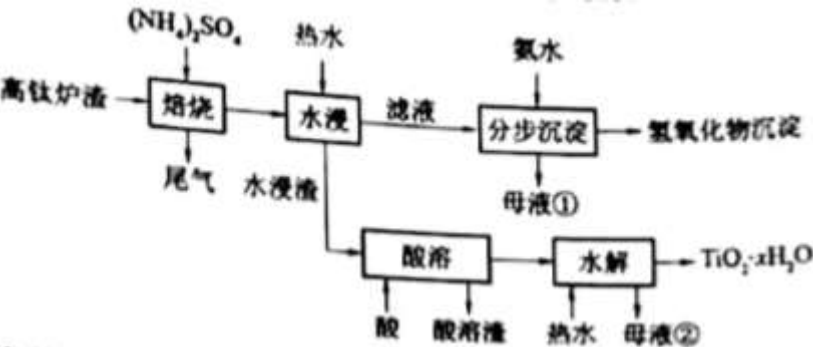 (NH₄)₂SO₄
热水
氨水
高钛炉渣
焙烧
水浸
滤液
分步沉淀
氢氧化物沉淀
尾气
水浸渣
母液①
酸溶
水解
TiO₂·xH₂O
酸
酸溶渣
热水
母液②